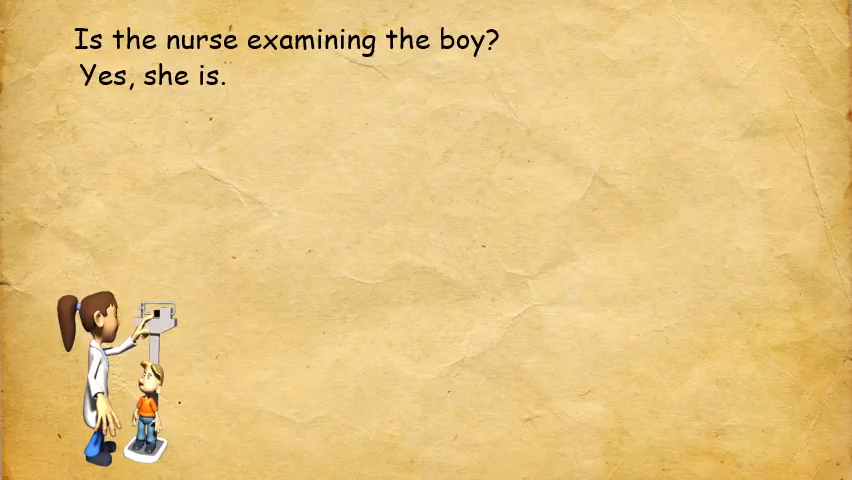 Is the nurse examining the boy?
Yes, she is.